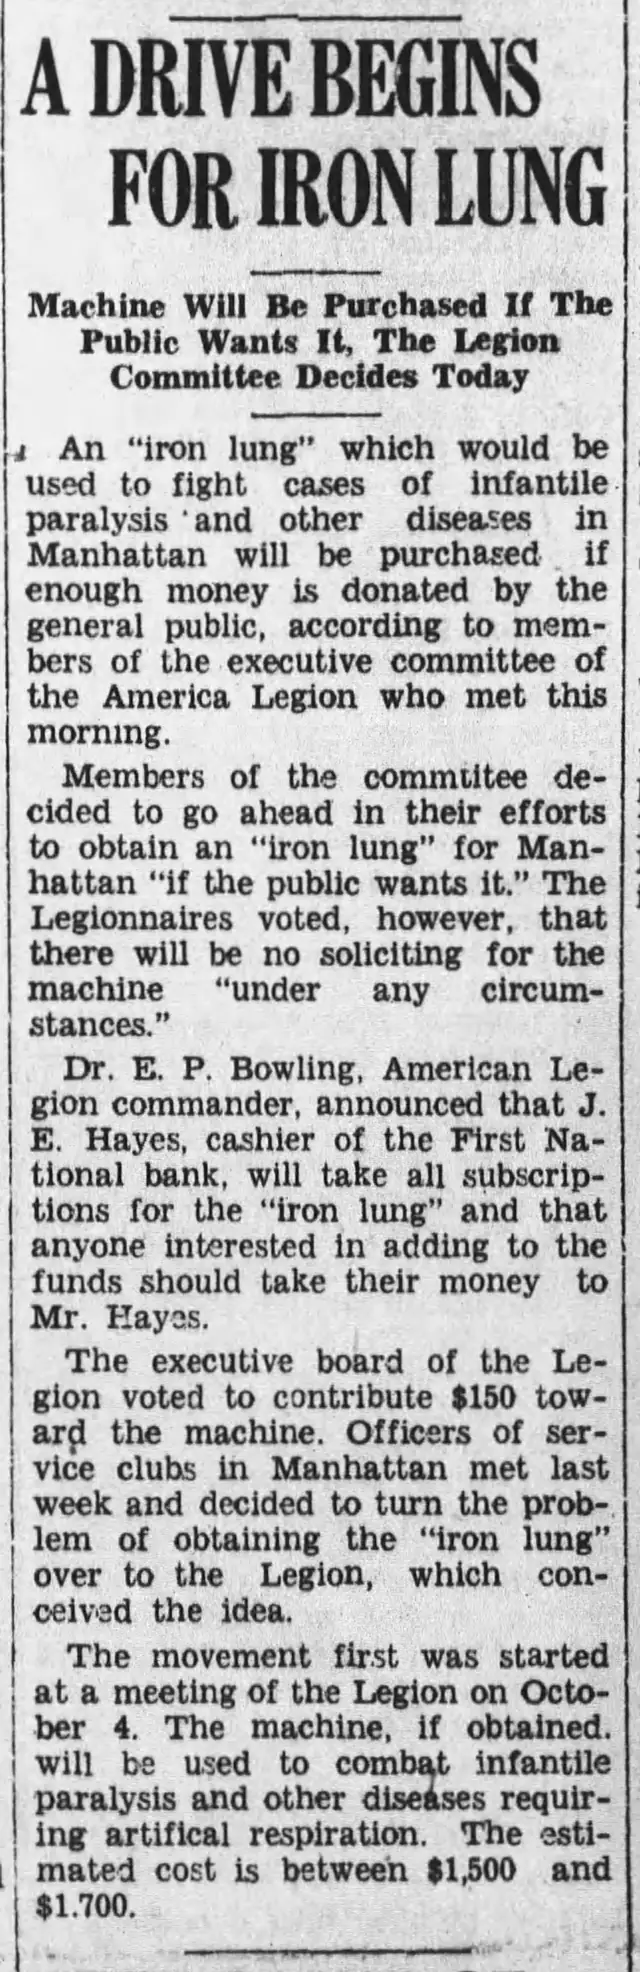 A DRIVE BEGINS
FOR IRON LUNG
Machine Will Be Purchased If The
Public Wants It, The Legion
Committee Decides Today
An "iron lung" which would be
used to fight cases of infantile
paralysis and other diseases in
Manhattan will be purchased if
enough money is donated by the
general public, according to mem-
bers of the executive committee of
the America Legion who met this
morning.
Members of the commtitee de-
cided to go ahead in their efforts
to obtain an "iron lung" for Man-
hattan "if the public wants it." The
Legionnaires voted, however, that
there will be no soliciting for the
machine "under any circum-
stances."
Dr. E. P. Bowling, American Le-
gion commander, announced that J.
E. Hayes, cashier of the First Na-
tional bank, will take all subscrip-
tions for the "iron lung" and that
anyone interested in adding to the
funds should take their money to
Mr. Hayes.
The executive board of the Le-
gion voted to contribute $150 tow-
ard the machine. Officers of ser-
vice clubs in Manhattan met last
week and decided to turn the prob-
lem of obtaining the "iron lung"
over to the Legion, which con-
ceived the idea.
The movement first was started
at a meeting of the Legion on Octo-
ber 4. The machine, if obtained.
will be used to combat infantile
paralysis and other diseases requir-
ing artifical respiration. The esti-
mated cost is between $1,500 and
$1.700.